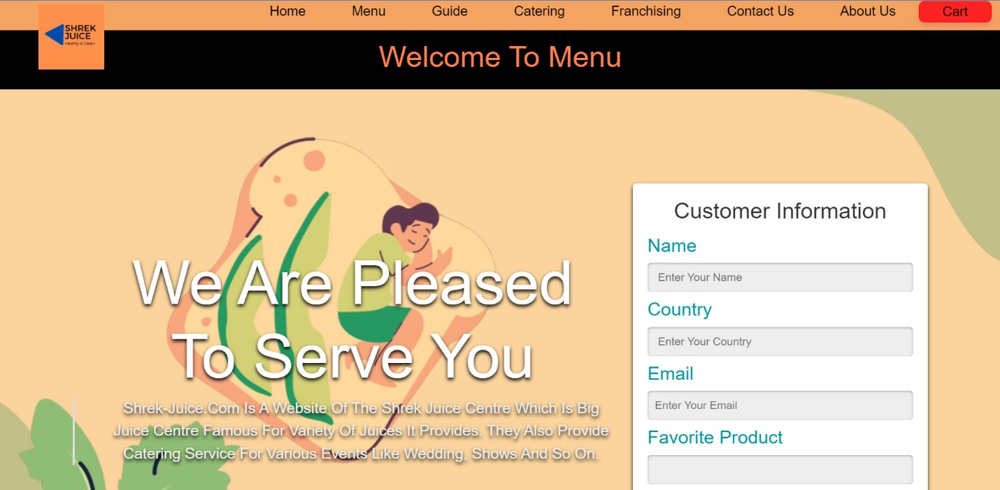 Home Menu Guide Catering Franchising Contact Us About Us Cart
SHREK
JUICE
Healthy & Clean
Welcome To Menu
We Are Pleased
To Serve You
Shrek-Juice.Com Is A Website Of The Shrek Juice Centre Which Is Big
Juice Centre Famous For Variety Of Juices It Provides. They Also Provide
Catering Service For Various Events Like Wedding, Shows And So On.
Customer Information
Name
Enter Your Name
Country
Enter Your Country
Email
Enter Your Email
Favorite Product